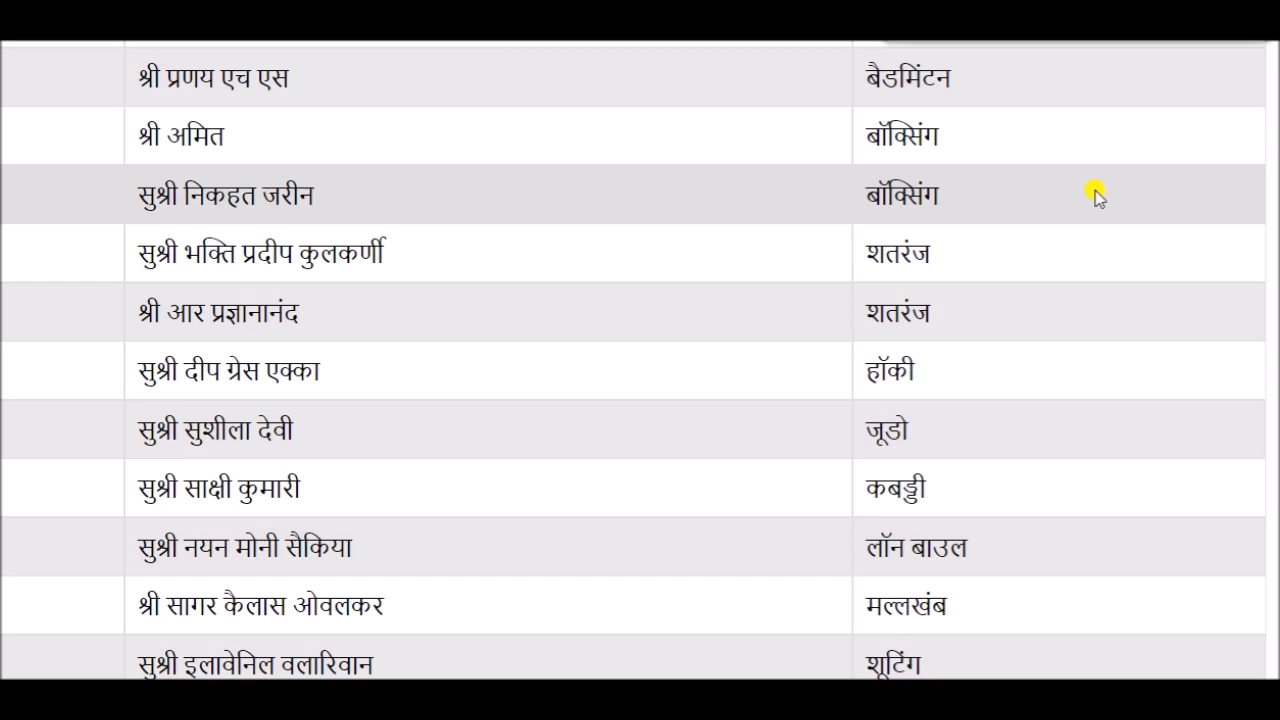 श्री प्रणय एच एस बैडमिंटन
श्री अमित बॉक्सिंग
सुश्री निकहत जरीन बॉक्सिंग
सुश्री भक्ति प्रदीप कुलकर्णी शतरंज
श्री आर प्रज्ञानानंद शतरंज
सुश्री दीप ग्रेस एक्का हॉकी
सुश्री सुशीला देवी जूडो
सुश्री साक्षी कुमारी कबड्डी
सुश्री नयन मोनी सैकिया लॉन बाउल
श्री सागर कैलास ओवलकर मल्लखंब
सुश्री इलावेनिल वलारिवान शूटिंग